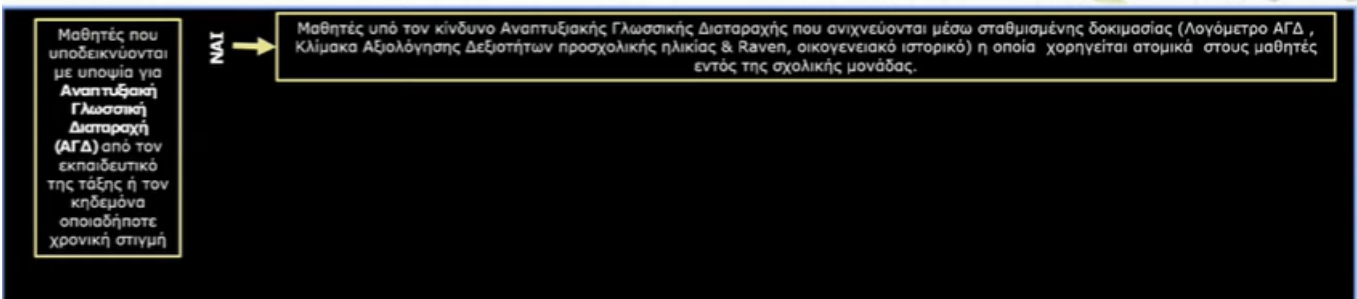 Μαθητές που
υποδεικνύονται
με υποψία για
Αναπτυξιακή
Γλωσσική
Διαταραχή
(ΑΓΔ) από τον
εκπαιδευτικό
της τάξης ή τον
κηδεμόνα
οποιαδήποτε
χρονική στιγμή
ΝΑΙ
Μαθητές υπό τον κίνδυνο Αναπτυξιακής Γλωσσικής Διαταραχής που ανιχνεύονται μέσω σταθμισμένης δοκιμασίας (Λογόμετρο ΑΓΔ ,
Κλίμακα Αξιολόγησης Δεξιοτήτων προσχολικής ηλικίας & Raven, οικογενειακό ιστορικό) η οποία χορηγείται ατομικά στους μαθητές
εντός της σχολικής μονάδας.